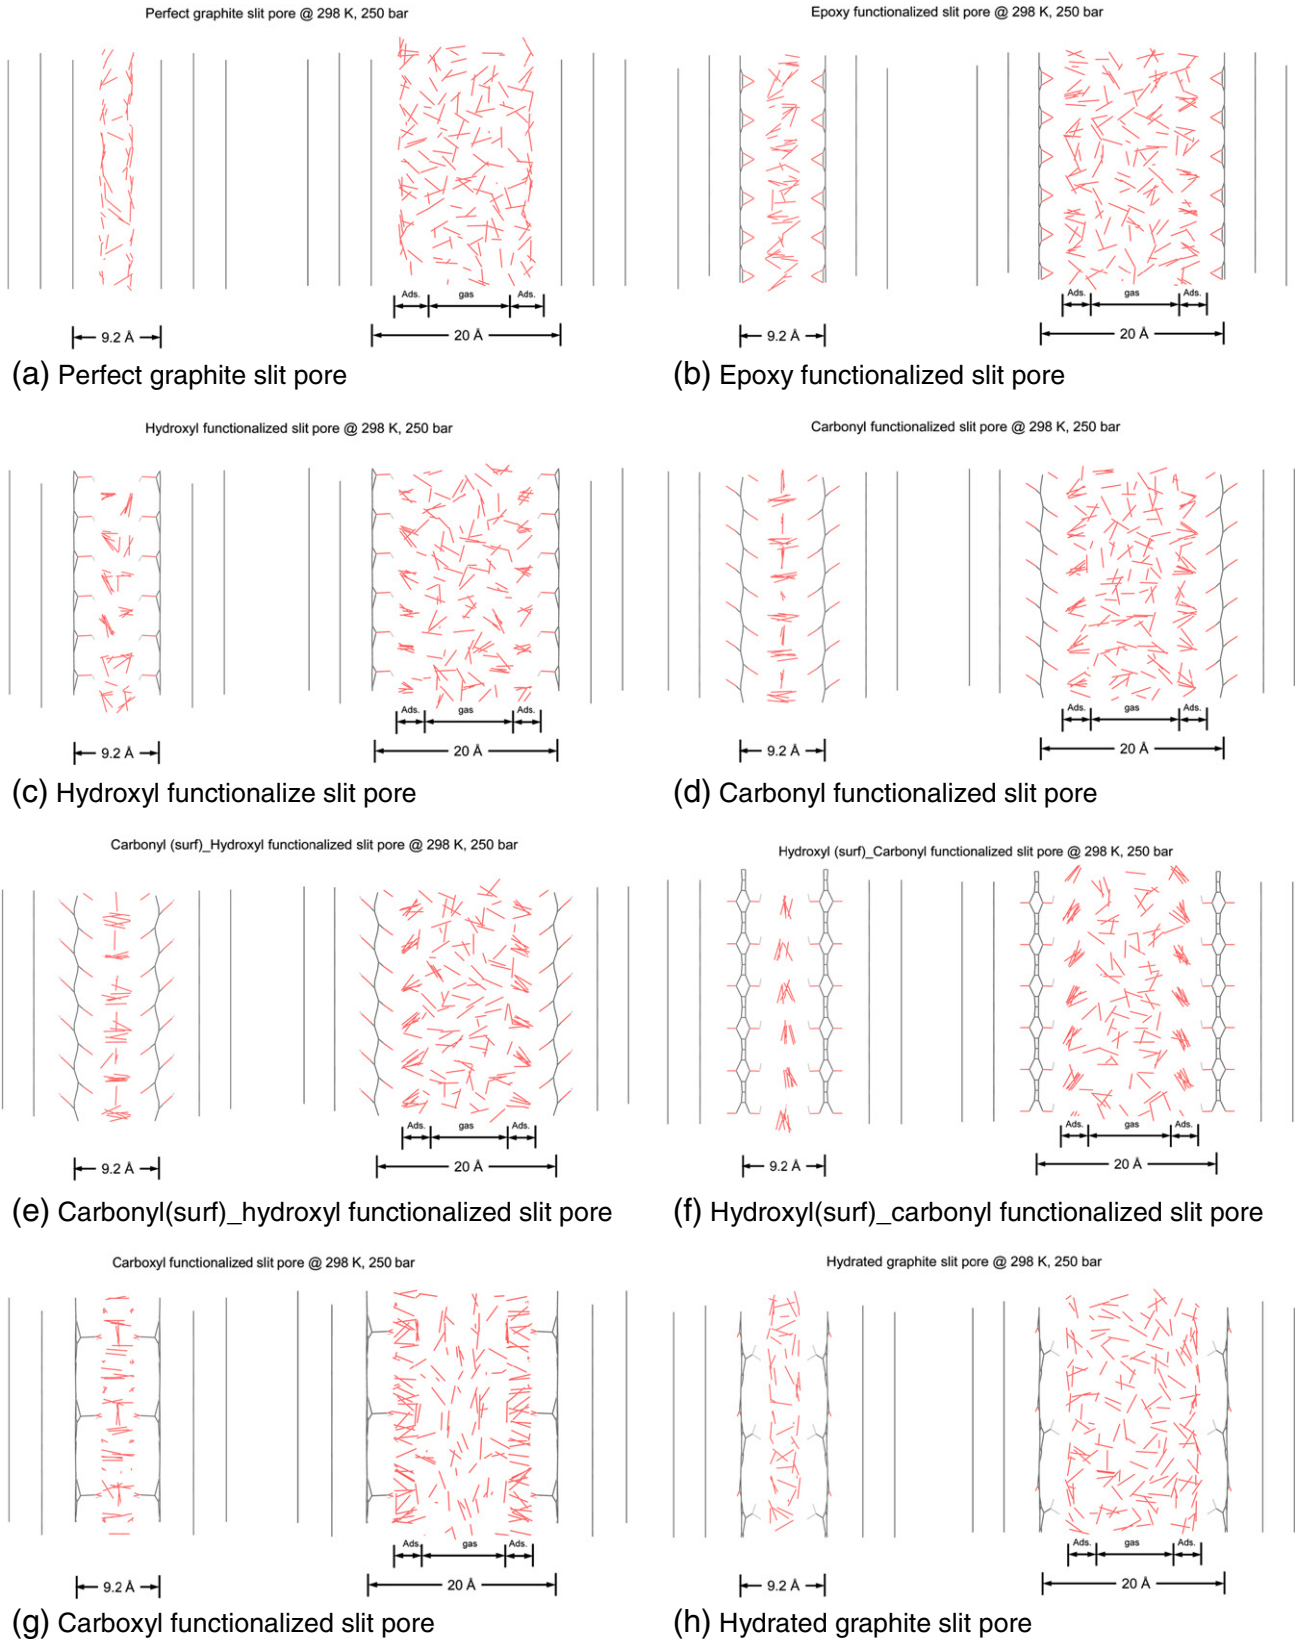 Perfect graphite slit pore @ 298 K, 250 bar
Ads. gas Ads.
9.2 Å
20 Å
(a) Perfect graphite slit pore
Epoxy functionalized slit pore @ 298 K, 250 bar
Ads. gas Ads.
9.2 Å
20 Å
(b) Epoxy functionalized slit pore
Hydroxyl functionalized slit pore @ 298 K, 250 bar
Ads. gas Ads.
9.2 Å
20 Å
(c) Hydroxyl functionalize slit pore
Carbonyl functionalized slit pore @ 298 K, 250 bar
Ads. gas Ads.
9.2 Å
20 Å
(d) Carbonyl functionalized slit pore
Carbonyl (surf)_Hydroxyl functionalized slit pore @ 298 K, 250 bar
Ads. gas Ads.
9.2 Å
20 Å
(e) Carbonyl(surf)_hydroxyl functionalized slit pore
Hydroxyl (surf)_Carbonyl functionalized slit pore @ 298 K, 250 bar
Ads. gas Ads.
9.2 Å
20 Å
(f) Hydroxyl(surf)_carbonyl functionalized slit pore
Carboxyl functionalized slit pore @ 298 K, 250 bar
Ads. gas Ads.
9.2 Å
20 Å
(g) Carboxyl functionalized slit pore
Hydrated graphite slit pore @ 298 K, 250 bar
Ads. gas Ads.
9.2 Å
20 Å
(h) Hydrated graphite slit pore